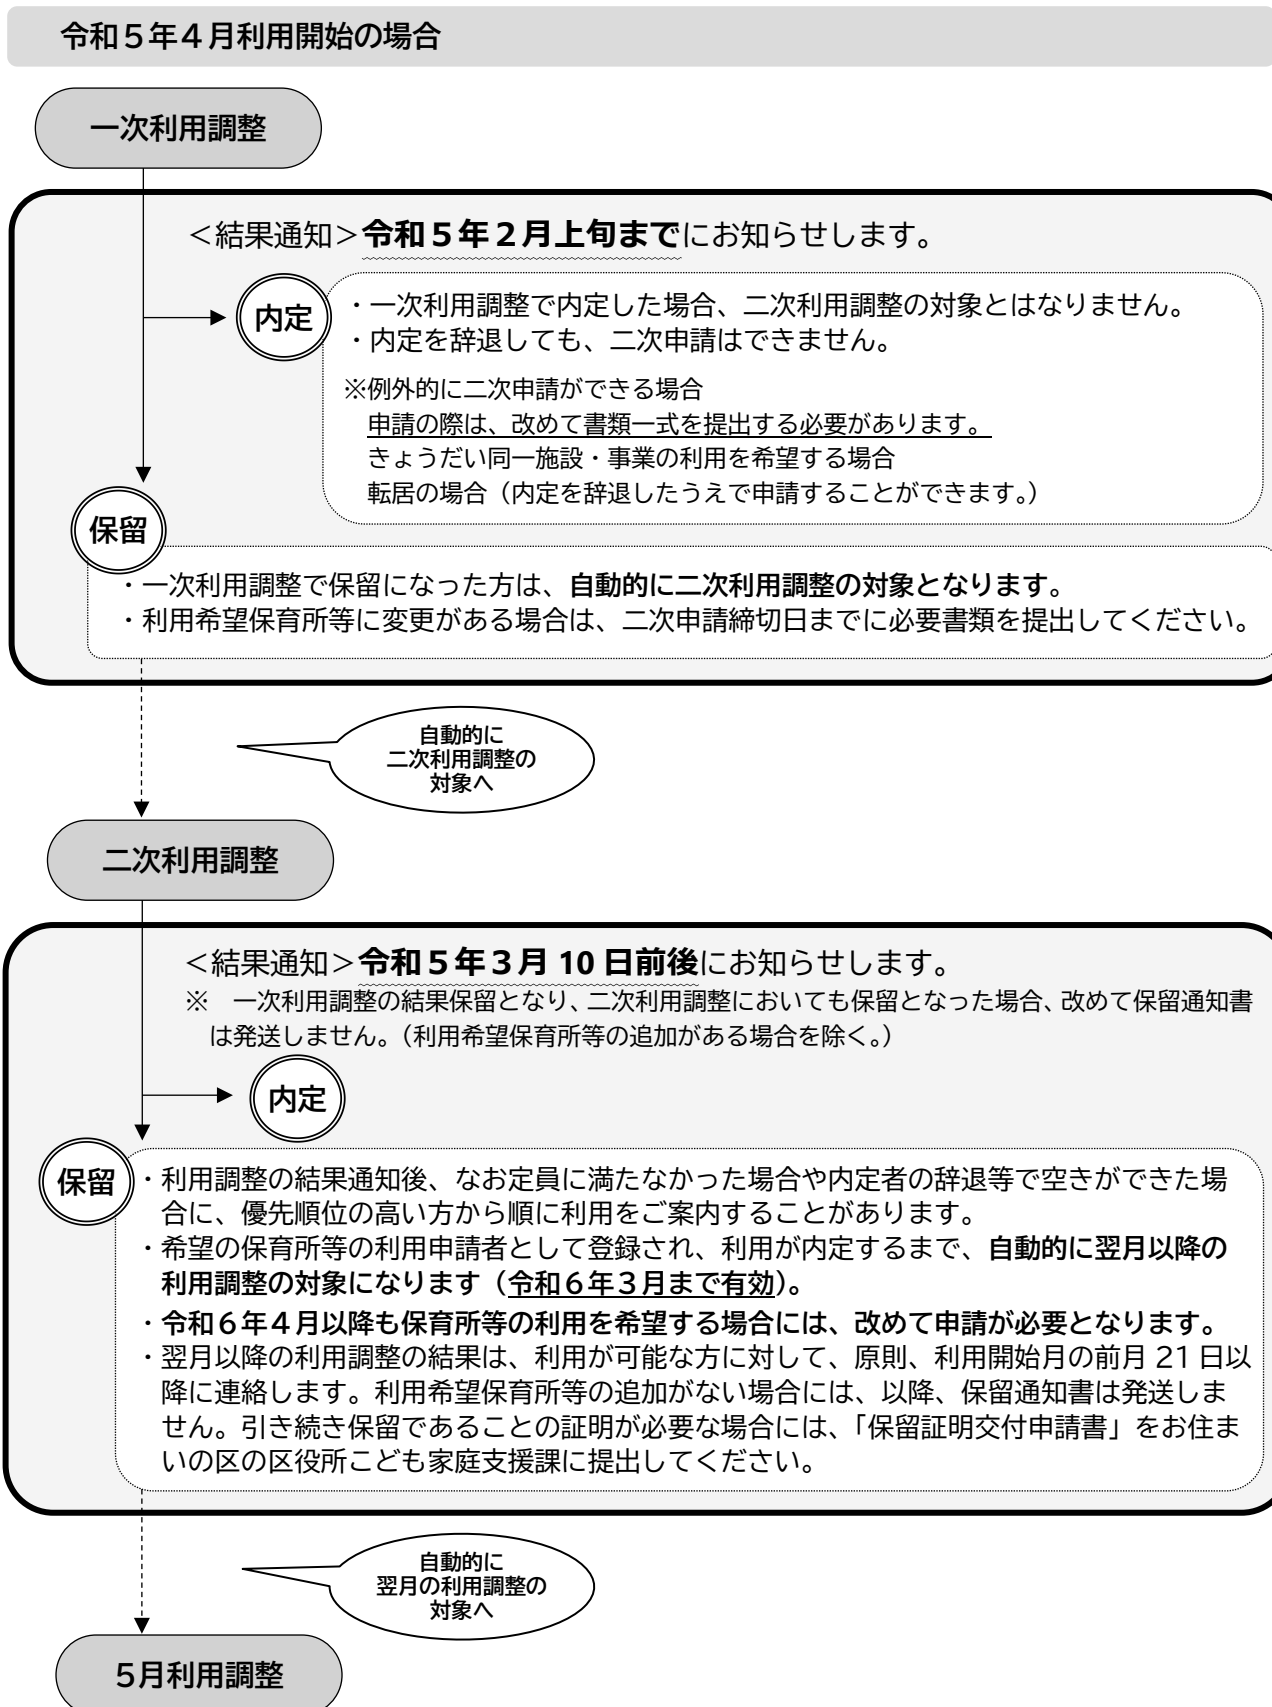 令和５年４月利用開始の場合
一次利用調整
＜結果通知＞令和５年２月上旬までにお知らせします。
内定
・一次利用調整で内定した場合、二次利用調整の対象とはなりません。
・内定を辞退しても、二次申請はできません。
※例外的に二次申請ができる場合
申請の際は、改めて書類一式を提出する必要があります。
きょうだい同一施設・事業の利用を希望する場合
転居の場合（内定を辞退したうえで申請することができます。）
保留
・一次利用調整で保留になった方は、自動的に二次利用調整の対象となります。
・利用希望保育所等に変更がある場合は、二次申請締切日までに必要書類を提出してください。
自動的に
二次利用調整の
対象へ
二次利用調整
＜結果通知＞令和５年３月 10 日前後にお知らせします。
※　一次利用調整の結果保留となり、二次利用調整においても保留となった場合、改めて保留通知書
は発送しません。（利用希望保育所等の追加がある場合を除く。）
内定
保留
・利用調整の結果通知後、なお定員に満たなかった場合や内定者の辞退等で空きができた場
合に、優先順位の高い方から順に利用をご案内することがあります。
・希望の保育所等の利用申請者として登録され、利用が内定するまで、自動的に翌月以降の
利用調整の対象になります（令和６年３月まで有効）。
・令和６年４月以降も保育所等の利用を希望する場合には、改めて申請が必要となります。
・翌月以降の利用調整の結果は、利用が可能な方に対して、原則、利用開始月の前月 21 日以
降に連絡します。利用希望保育所等の追加がない場合には、以降、保留通知書は発送しま
せん。引き続き保留であることの証明が必要な場合には、「保留証明交付申請書」をお住ま
いの区の区役所こども家庭支援課に提出してください。
自動的に
翌月の利用調整の
対象へ
５月利用調整